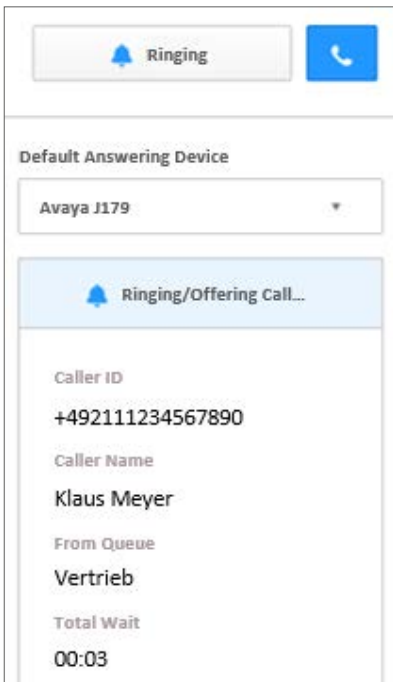 Ringing
Default Answering Device
Avaya J179
Ringing/Offering Call...
Caller ID
+492111234567890
Caller Name
Klaus Meyer
From Queue
Vertrieb
Total Wait
00:03